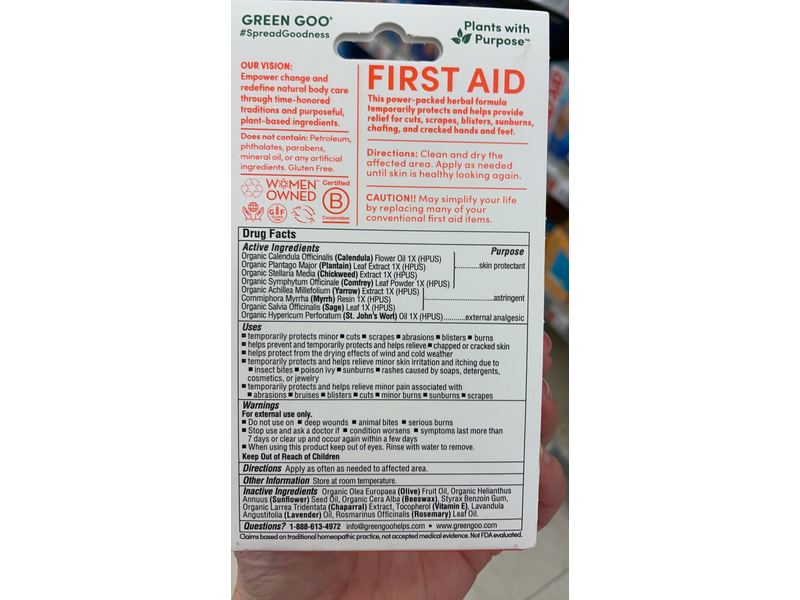 GREEN GOO®
#SpreadGoodness
Plants with
Purpose™
OUR VISION:
Empower change and
redefine natural body care
through time-honored
traditions and purposeful,
plant-based ingredients.
Does not contain: Petroleum,
phthalates, parabens,
mineral oil, or any artificial
ingredients. Gluten Free.
WOMEN™
OWNED
Certified
B
Corporation
GF
FIRST AID
This power-packed herbal formula
temporarily protects and helps provide
relief for cuts, scrapes, blisters, sunburns,
chafing, and cracked hands and feet.
Directions: Clean and dry the
affected area. Apply as needed
until skin is healthy looking again.
CAUTION!! May simplify your life
by replacing many of your
conventional first aid items.
Drug Facts
Active Ingredients Purpose
Organic Calendula Officinalis (Calendula) Flower Oil 1X (HPUS)
Organic Plantago Major (Plantain) Leaf Extract 1X (HPUS)..........skin protectant
Organic Stellaria Media (Chickweed) Extract 1X (HPUS)
Organic Symphytum Officinale (Comfrey) Leaf Powder 1X (HPUS)
Organic Achillea Millefolium (Yarrow) Extract 1X (HPUS)
Commiphora Myrrha (Myrrh) Resin 1X (HPUS)..........astringent
Organic Salvia Officinalis (Sage) Leaf 1X (HPUS)
Organic Hypericum Perforatum (St. John's Wort) Oil 1X (HPUS)..........external analgesic
Uses
▪ temporarily protects minor ▪ cuts ▪ scrapes ▪ abrasions ▪ blisters ▪ burns
▪ helps prevent and temporarily protects and helps relieve ▪ chapped or cracked skin
▪ helps protect from the drying effects of wind and cold weather
▪ temporarily protects and helps relieve minor skin irritation and itching due to
▪ insect bites ▪ poison ivy ▪ sunburns ▪ rashes caused by soaps, detergents,
cosmetics, or jewelry
▪ temporarily protects and helps relieve minor pain associated with
▪ abrasions ▪ bruises ▪ blisters ▪ cuts ▪ minor burns ▪ sunburns ▪ scrapes
Warnings
For external use only.
▪ Do not use on ▪ deep wounds ▪ animal bites ▪ serious burns
▪ Stop use and ask a doctor if ▪ condition worsens ▪ symptoms last more than
7 days or clear up and occur again within a few days
▪ When using this product keep out of eyes. Rinse with water to remove.
Keep Out of Reach of Children
Directions Apply as often as needed to affected area.
Other Information Store at room temperature.
Inactive Ingredients Organic Olea Europaea (Olive) Fruit Oil, Organic Helianthus
Annuus (Sunflower) Seed Oil, Organic Cera Alba (Beeswax), Styrax Benzoin Gum,
Organic Larrea Tridentata (Chaparral) Extract, Tocopherol (Vitamin E), Lavandula
Angustifolia (Lavender) Oil, Rosmarinus Officinalis (Rosemary) Leaf Oil.
Questions? 1-888-613-4972 info@greengoohelps.com ▪ www.greengoo.com
Claims based on traditional homeopathic practice, not accepted medical evidence. Not FDA evaluated.